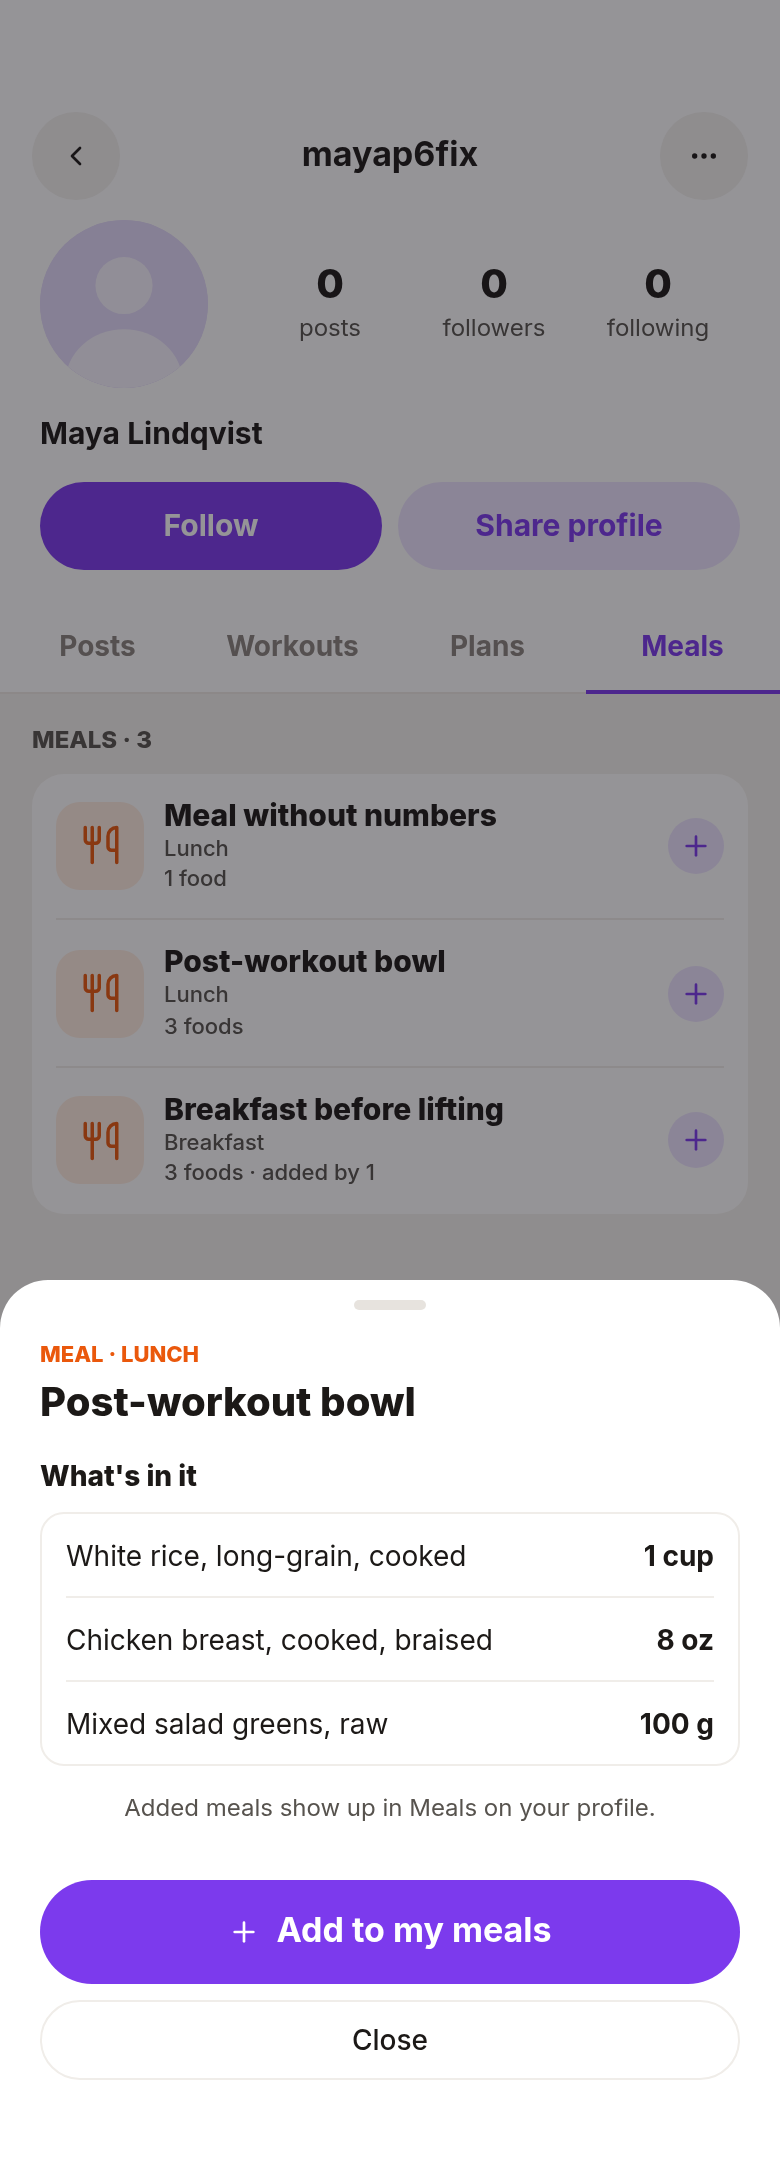 mayap6fix
0
0
0
posts
followers
following
Maya Lindqvist
Follow
Share profile
Posts
Workouts
Plans
Meals
MEALS · 3
Meal without numbers
Lunch
1 food
Post-workout bowl
Lunch
3 foods
Breakfast before lifting
Breakfast
3 foods · added by 1
MEAL · LUNCH
Post-workout bowl
What's in it
White rice, long-grain, cooked 1 cup
Chicken breast, cooked, braised 8 oz
Mixed salad greens, raw 100 g
Added meals show up in Meals on your profile.
Add to my meals
Close